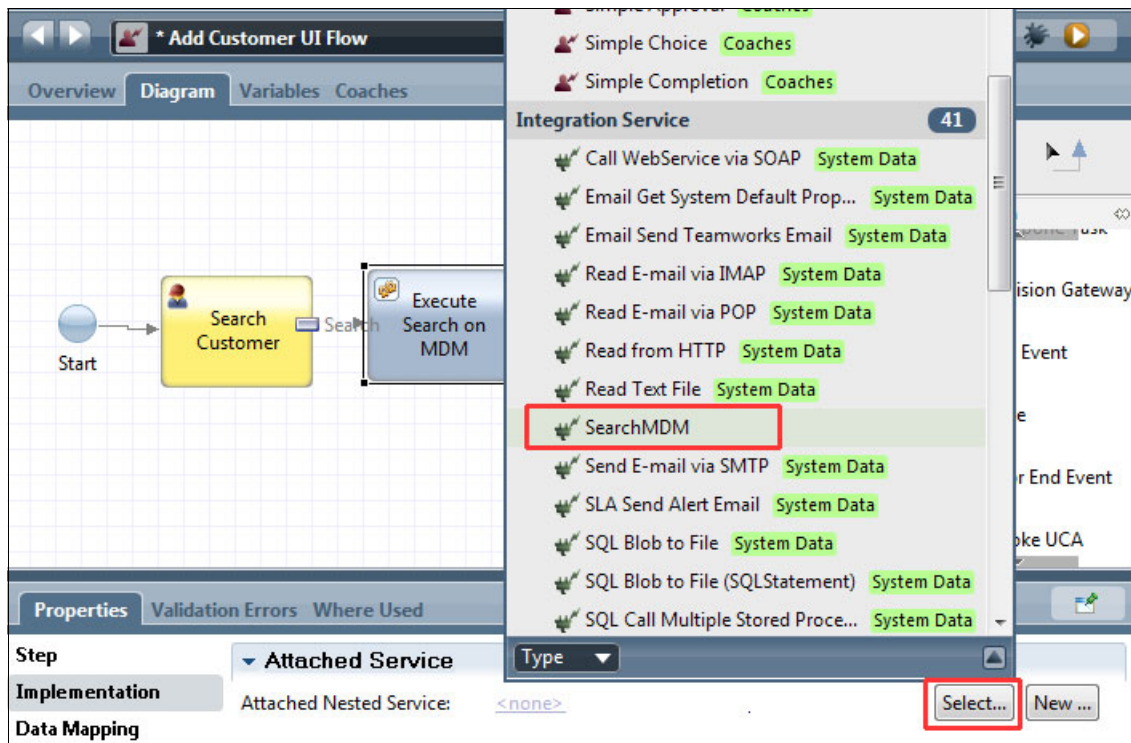 * Add Customer UI Flow
Overview Diagram Variables Coaches
Simple Approval Coaches
Simple Choice Coaches
Simple Completion Coaches
Integration Service 41
Call WebService via SOAP System Data
Email Get System Default Prop... System Data
Email Send Teamworks Email System Data
Read E-mail via IMAP System Data
Read E-mail via POP System Data
Read from HTTP System Data
Read Text File System Data
SearchMDM
Send E-mail via SMTP System Data
SLA Send Alert Email System Data
SQL Blob to File System Data
SQL Blob to File (SQLStatement) System Data
SQL Call Multiple Stored Proce... System Data
Type
Start
Search
Customer
Search
Execute
Search on
MDM
ision Gateway
Event
e
r End Event
oke UCA
Properties Validation Errors Where Used
Step
Implementation
Data Mapping
Attached Service
Attached Nested Service: <none> Select... New ...